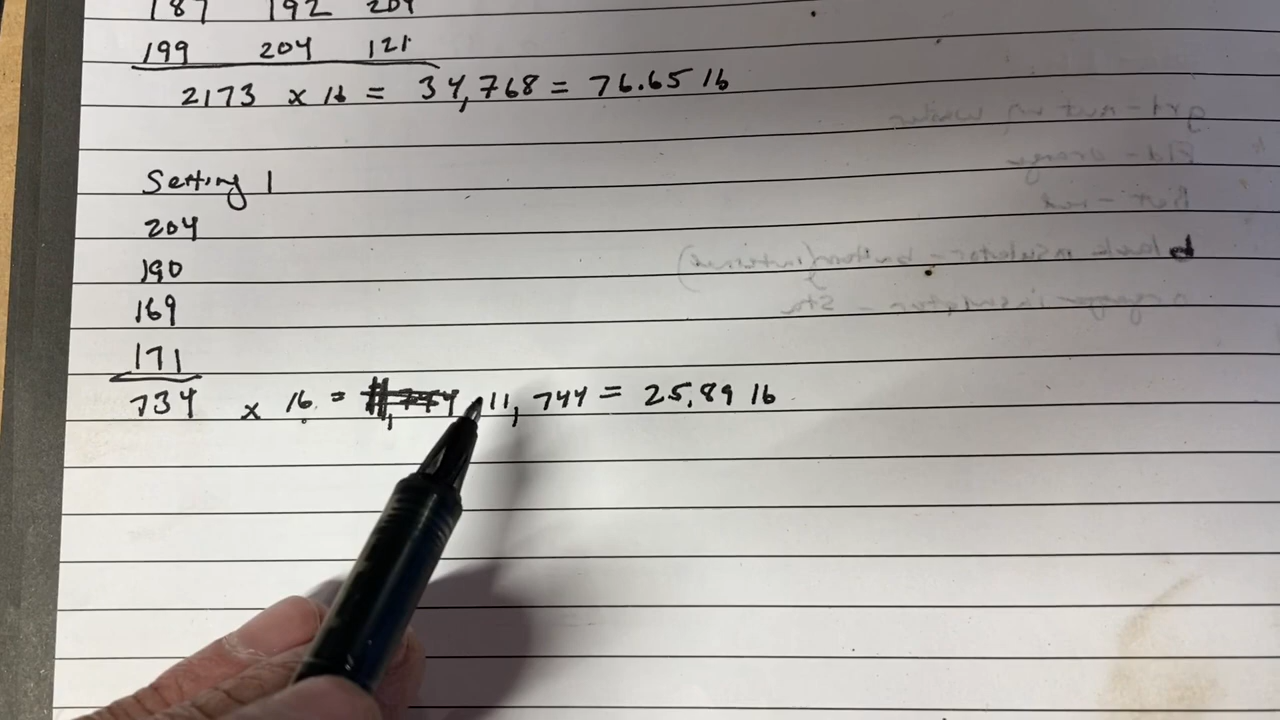 187 192 204
199 204 121
2173 x 16 = 34,768 = 76.65 lb
Setting 1
204
190
169
171
734 x 16 = 11,744 = 25.89 lb